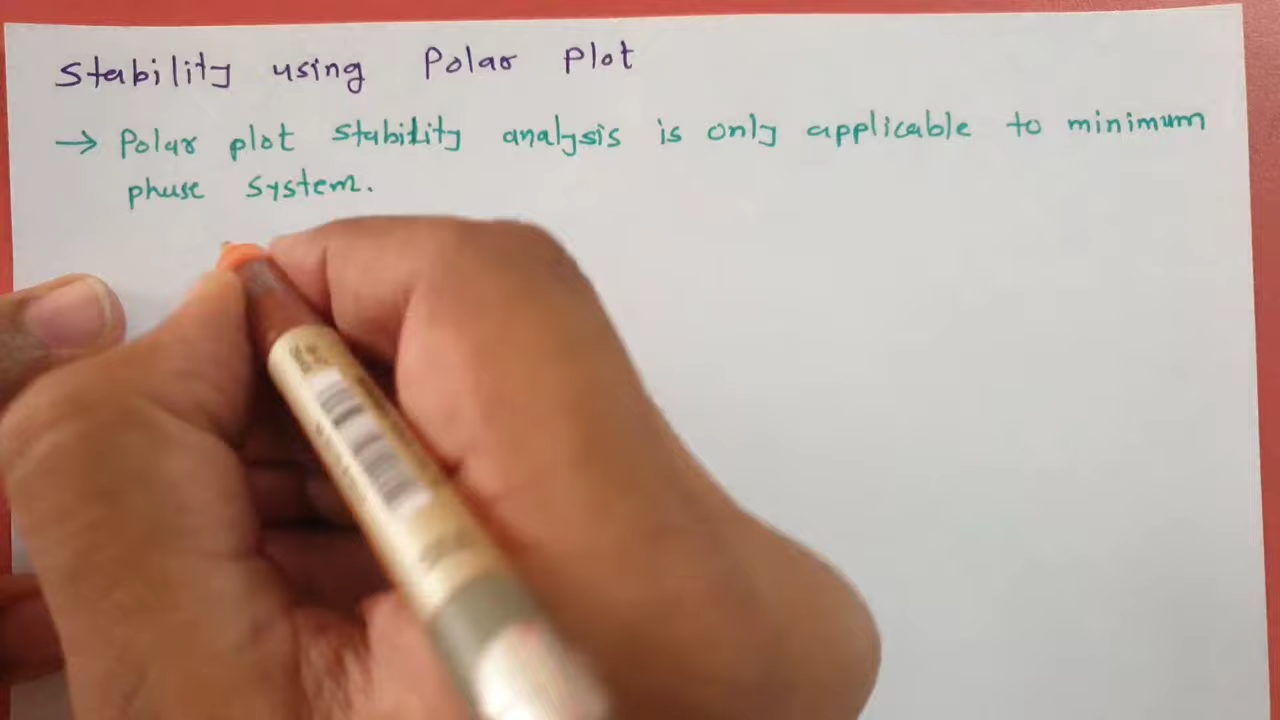 Stability using Polar Plot
→ Polar plot stability analysis is only applicable to minimum
phase system.